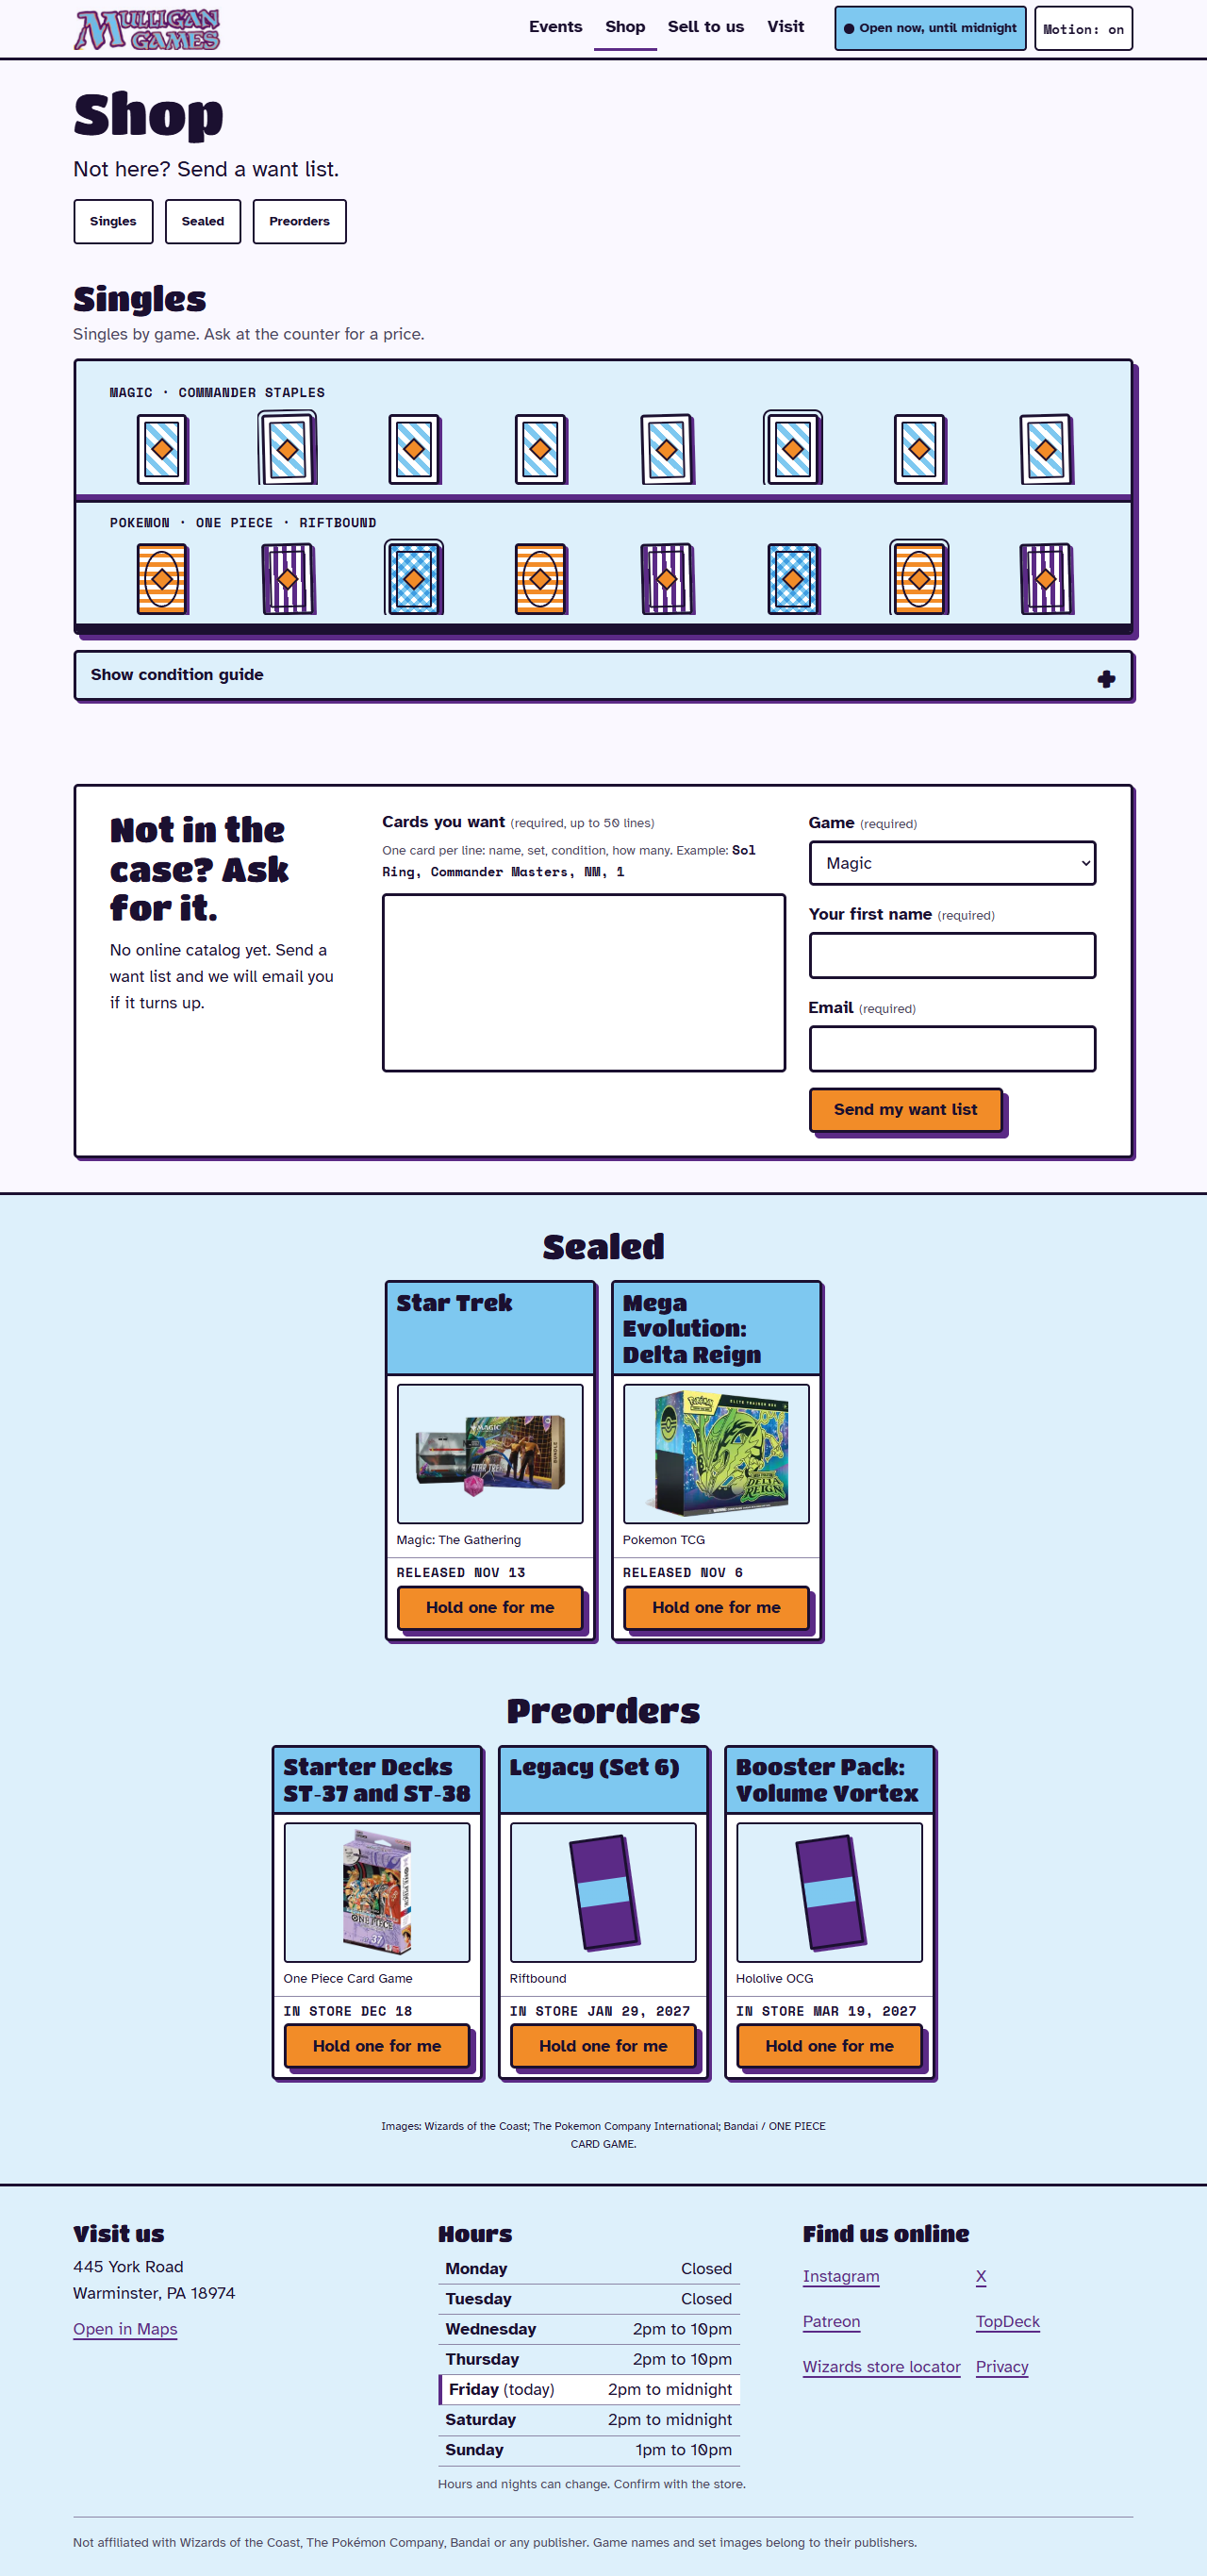 MULLIGAN
GAMES
Events Shop Sell to us Visit
Open now, until midnight
Motion: on
Shop
Not here? Send a want list.
Singles Sealed Preorders
Singles
Singles by game. Ask at the counter for a price.
MAGIC · COMMANDER STAPLES
POKEMON · ONE PIECE · RIFTBOUND
Show condition guide
Not in the
case? Ask
for it.
No online catalog yet. Send a
want list and we will email you
if it turns up.
Cards you want (required, up to 50 lines)
One card per line: name, set, condition, how many. Example: Sol
Ring, Commander Masters, NM, 1
Game (required)
Magic
Your first name (required)
Email (required)
Send my want list
Sealed
Star Trek
MAGIC
STAR TREK
BUNDLE
Magic: The Gathering
RELEASED NOV 13
Hold one for me
Mega
Evolution:
Delta Reign
ELITE TRAINER BOX
DELTA
REIGN
Pokemon TCG
RELEASED NOV 6
Hold one for me
Preorders
Starter Decks
ST-37 and ST-38
ONE PIECE
37
One Piece Card Game
IN STORE DEC 18
Hold one for me
Legacy (Set 6)
Riftbound
IN STORE JAN 29, 2027
Hold one for me
Booster Pack:
Volume Vortex
Hololive OCG
IN STORE MAR 19, 2027
Hold one for me
Images: Wizards of the Coast; The Pokemon Company International; Bandai / ONE PIECE
CARD GAME.
Visit us
445 York Road
Warminster, PA 18974
Open in Maps
Hours
Monday Closed
Tuesday Closed
Wednesday 2pm to 10pm
Thursday 2pm to 10pm
Friday (today) 2pm to midnight
Saturday 2pm to midnight
Sunday 1pm to 10pm
Hours and nights can change. Confirm with the store.
Find us online
Instagram X
Patreon TopDeck
Wizards store locator Privacy
Not affiliated with Wizards of the Coast, The Pokémon Company, Bandai or any publisher. Game names and set images belong to their publishers.